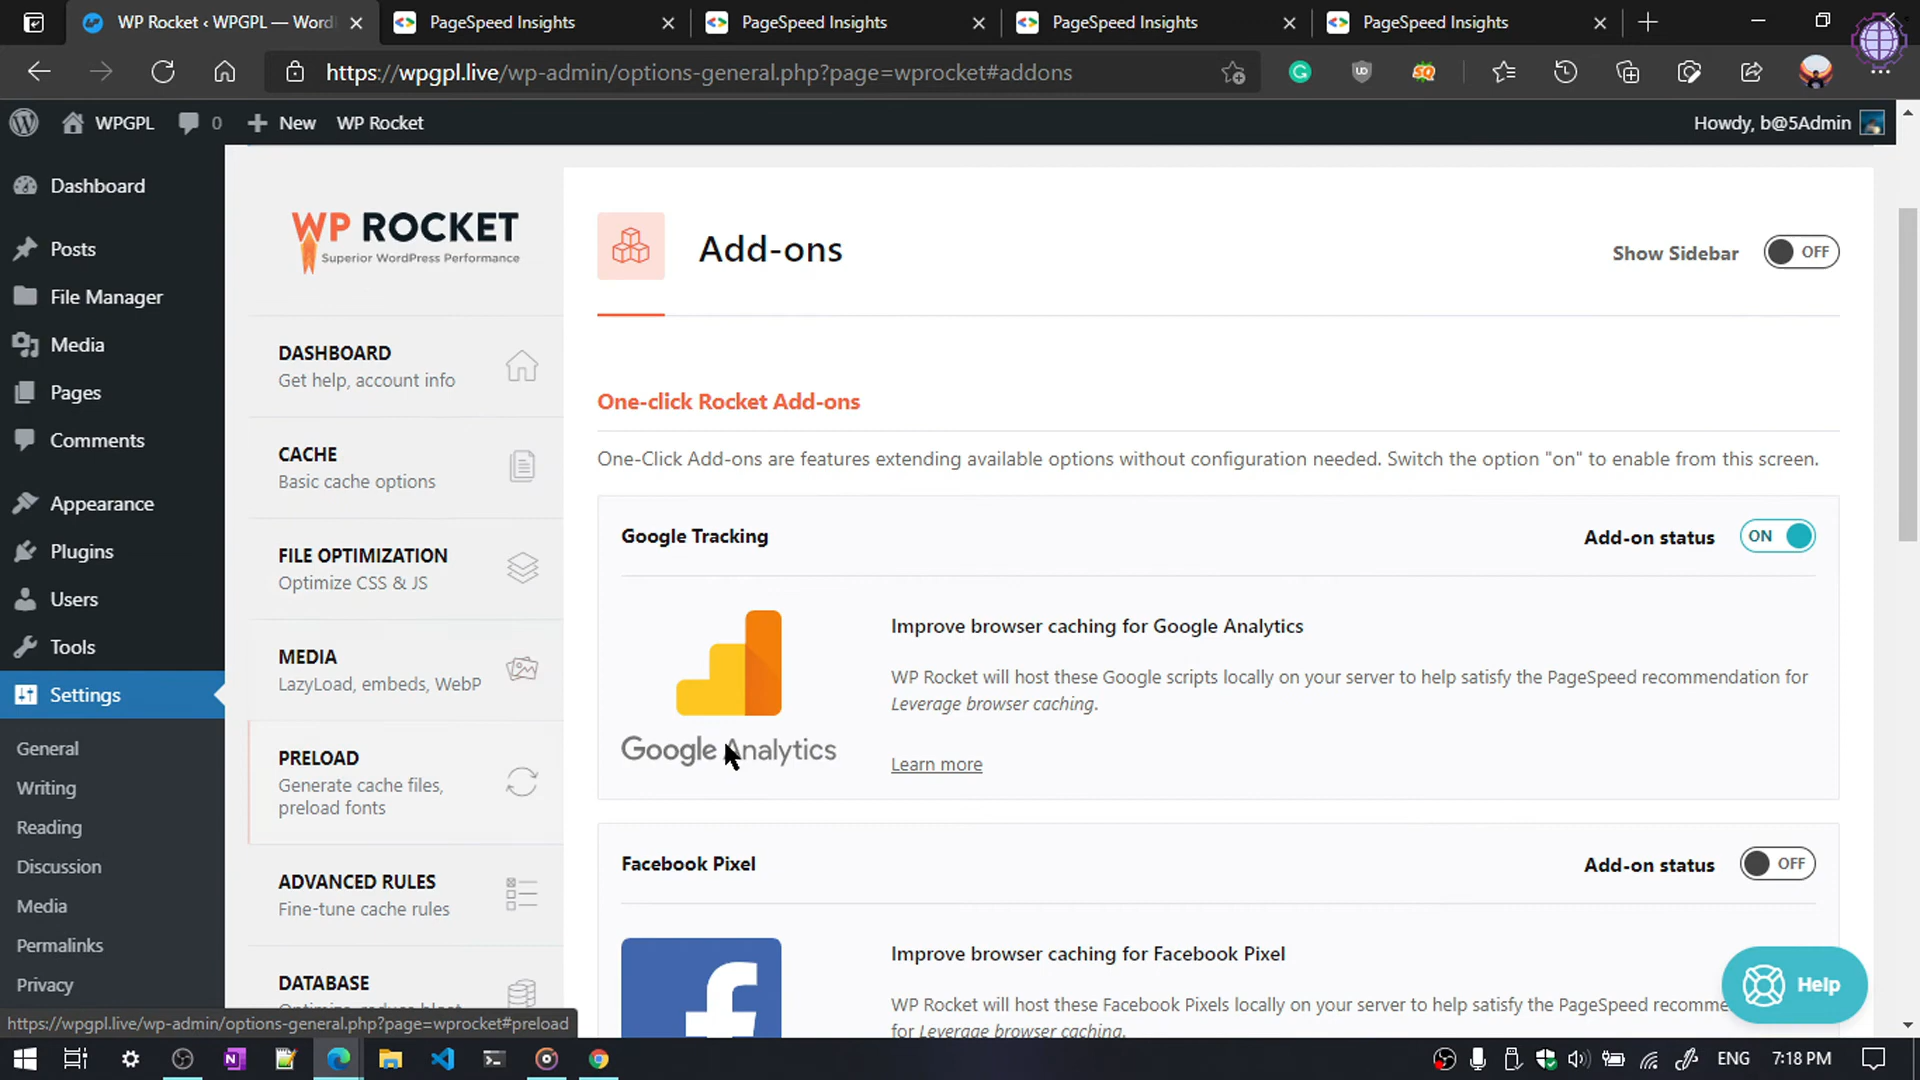 WP Rocket ‹ WPGPL — Word
PageSpeed Insights
PageSpeed Insights
PageSpeed Insights
PageSpeed Insights
https://wpgpl.live/wp-admin/options-general.php?page=wprocket#addons
WPGPL
0
New
WP Rocket
Howdy, b@5Admin
Dashboard
Posts
File Manager
Media
Pages
Comments
Appearance
Plugins
Users
Tools
Settings
General
Writing
Reading
Discussion
Media
Permalinks
Privacy
WP ROCKET
Superior WordPress Performance
DASHBOARD
Get help, account info
CACHE
Basic cache options
FILE OPTIMIZATION
Optimize CSS & JS
MEDIA
LazyLoad, embeds, WebP
PRELOAD
Generate cache files,
preload fonts
ADVANCED RULES
Fine-tune cache rules
DATABASE
Add-ons
Show Sidebar
OFF
One-click Rocket Add-ons
One-Click Add-ons are features extending available options without configuration needed. Switch the option "on" to enable from this screen.
Google Tracking
Add-on status
ON
Improve browser caching for Google Analytics
WP Rocket will host these Google scripts locally on your server to help satisfy the PageSpeed recommendation for
Leverage browser caching.
Google Analytics
Learn more
Facebook Pixel
Add-on status
OFF
Improve browser caching for Facebook Pixel
WP Rocket will host these Facebook Pixels locally on your server to help satisfy the PageSpeed recomme
for Leverage browser caching.
Help
https://wpgpl.live/wp-admin/options-general.php?page=wprocket#preload
ENG
7:18 PM